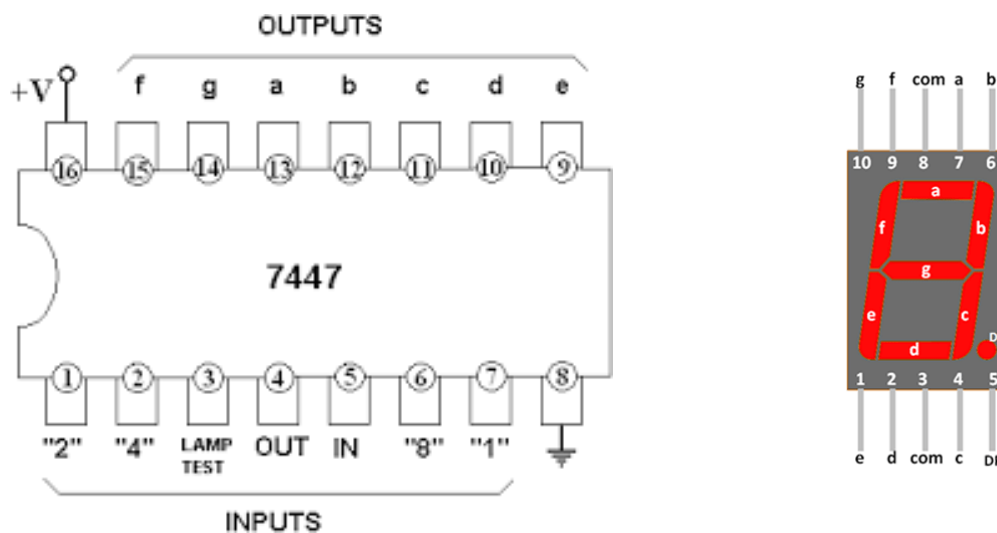 OUTPUTS
+V f g a b c d e
16 15 14 13 12 11 10 9
7447
1 2 3 4 5 6 7 8
"2" "4" LAMP TEST OUT IN "8" "1"
INPUTS
g f com a b
10 9 8 7 6
a
f b
g
e c
d D
1 2 3 4 5
e d com c DP